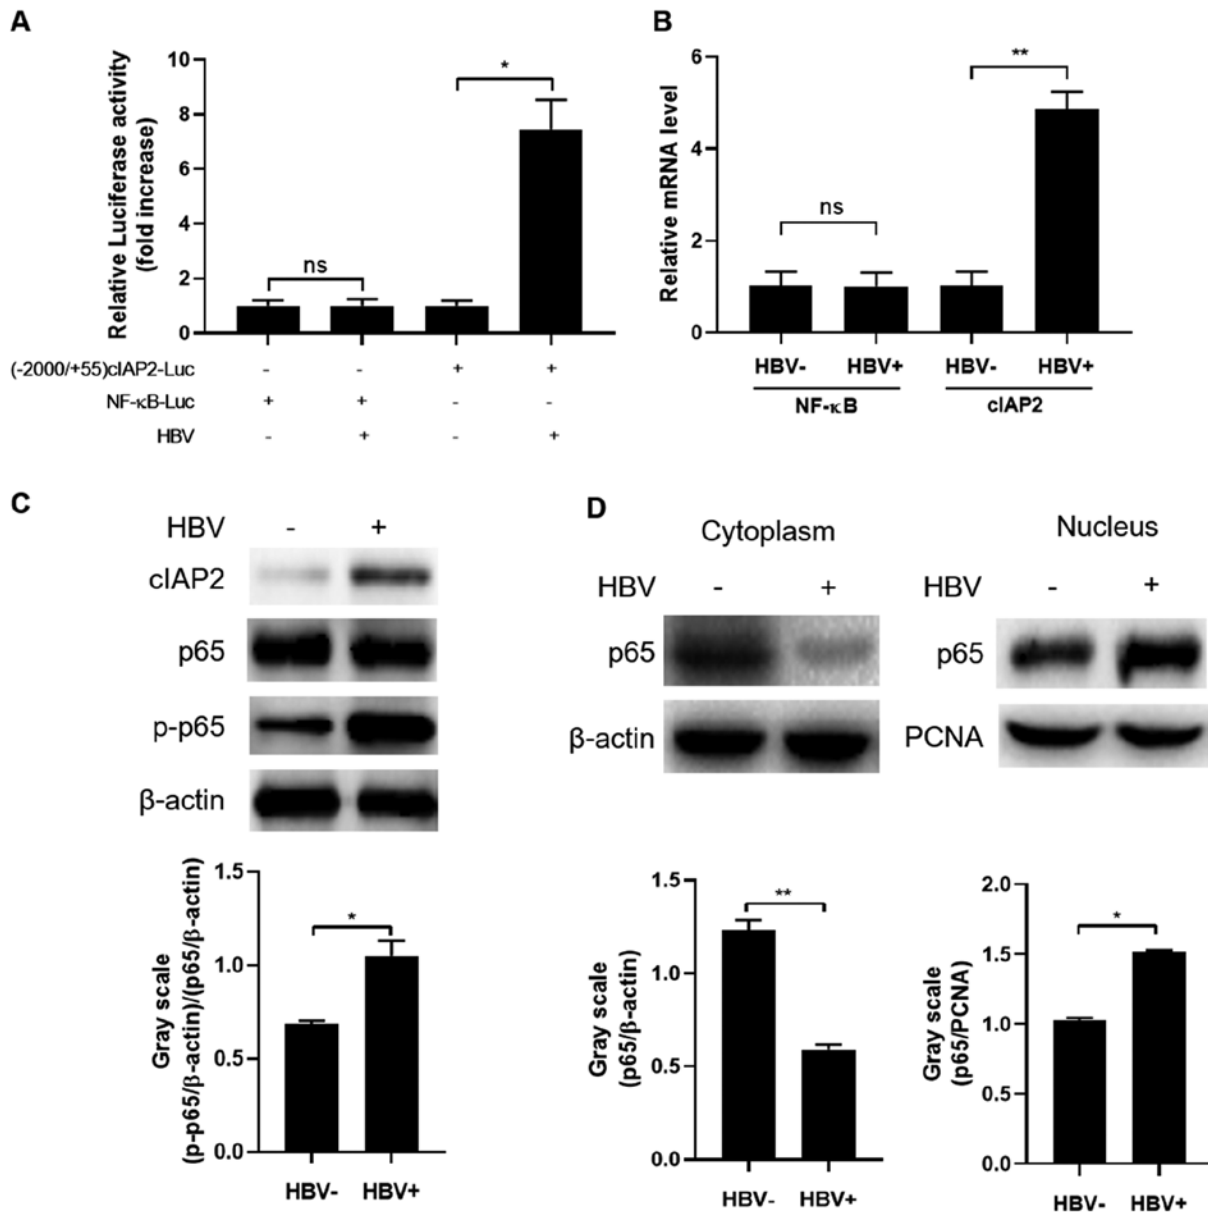 A
Relative Luciferase activity
(fold increase)
10
8
6
4
2
0
ns
*
(-2000/+55)cIAP2-Luc - - + +
NF-κB-Luc + + - -
HBV - + - +
B
Relative mRNA level
6
4
2
0
ns
**
HBV- HBV+ HBV- HBV+
NF-κB cIAP2
C
HBV - +
cIAP2
p65
p-p65
β-actin
Gray scale
(p-p65/β-actin)/(p65/β-actin)
1.5
1.0
0.5
0.0
*
HBV- HBV+
D
Cytoplasm
HBV - +
p65
β-actin
Nucleus
HBV - +
p65
PCNA
Gray scale
(p65/β-actin)
1.5
1.0
0.5
0.0
**
HBV- HBV+
Gray scale
(p65/PCNA)
2.0
1.5
1.0
0.5
0.0
*
HBV- HBV+